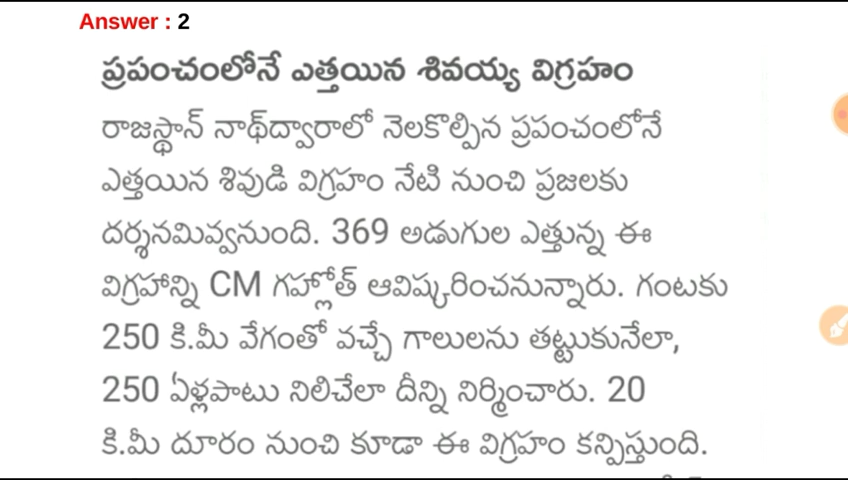 Answer : 2
ప్రపంచంలోనే ఎత్తయిన శివయ్య విగ్రహం
రాజస్థాన్ నాథ్‌ద్వారాలో నెలకొల్పిన ప్రపంచంలోనే
ఎత్తయిన శివుడి విగ్రహం నేటి నుంచి ప్రజలకు
దర్శనమివ్వనుంది. 369 అడుగుల ఎత్తున్న ఈ
విగ్రహాన్ని CM గహ్లోత్ ఆవిష్కరించనున్నారు. గంటకు
250 కి.మీ వేగంతో వచ్చే గాలులను తట్టుకునేలా,
250 ఏళ్లపాటు నిలిచేలా దీన్ని నిర్మించారు. 20
కి.మీ దూరం నుంచి కూడా ఈ విగ్రహం కన్పిస్తుంది.